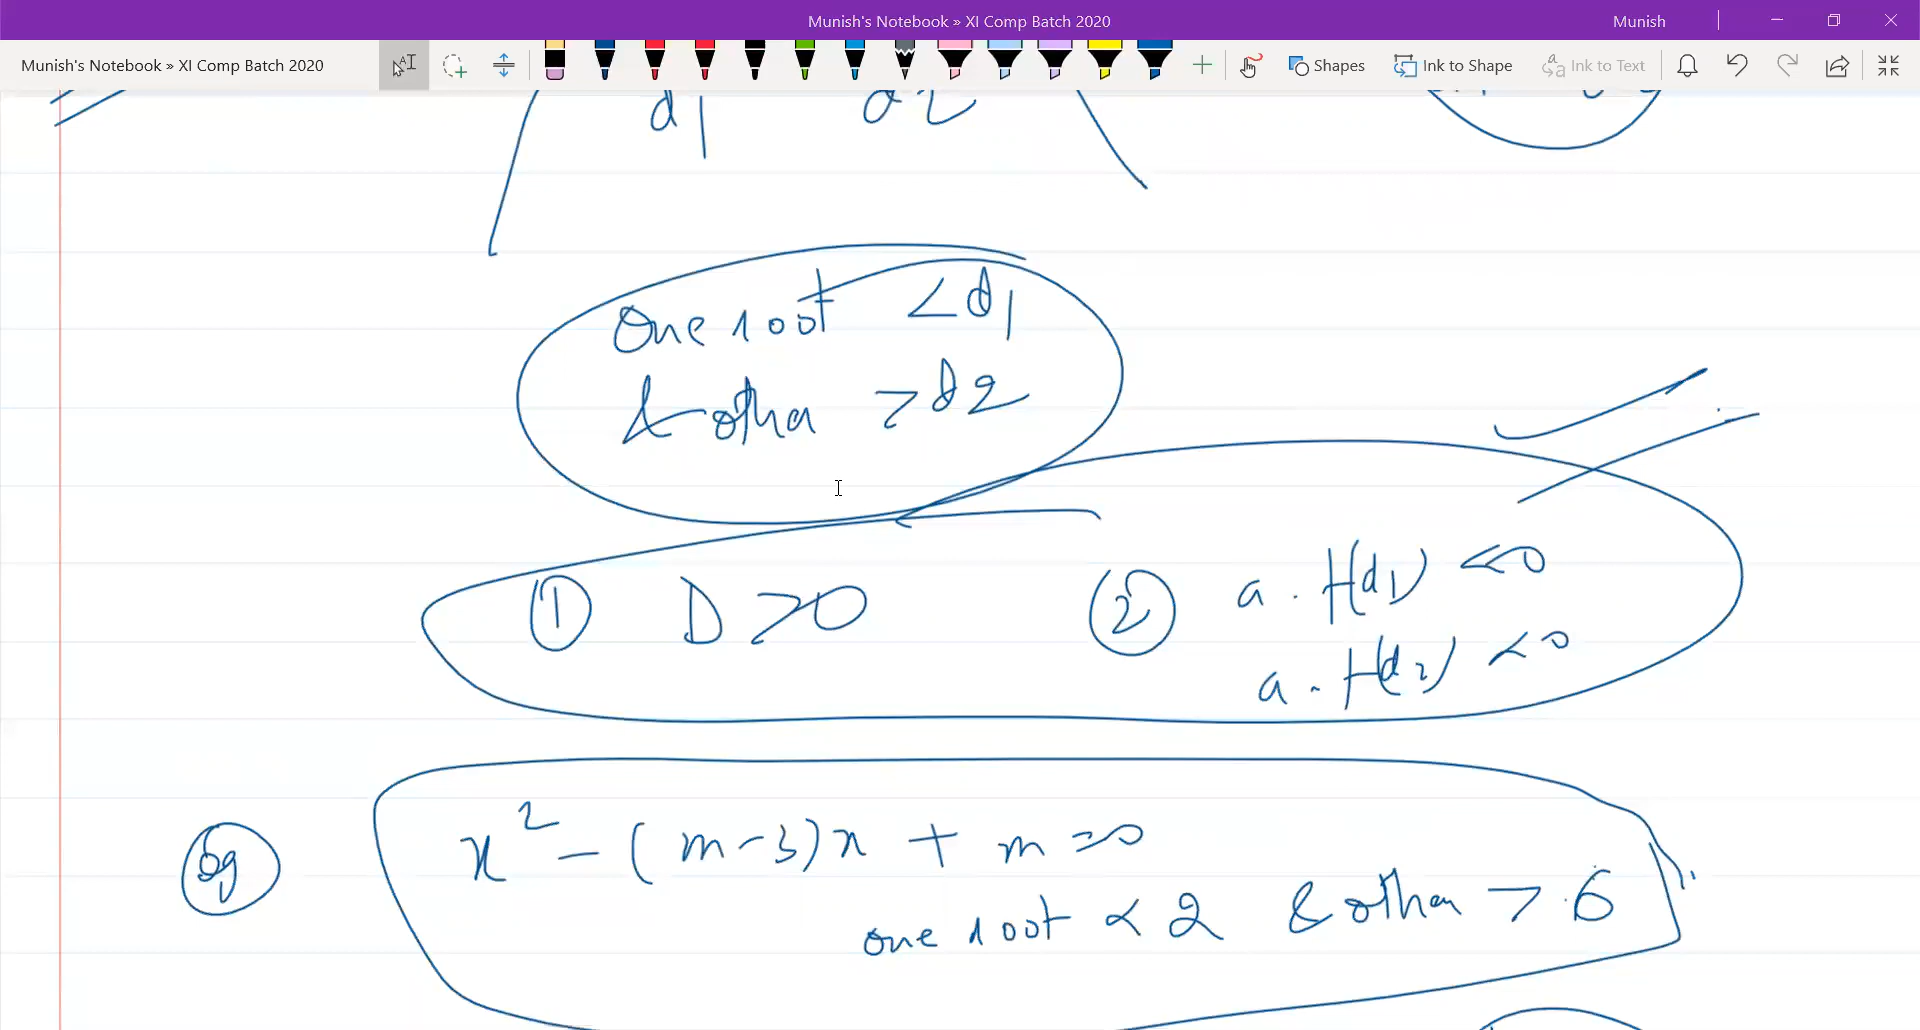 Munish's Notebook » XI Comp Batch 2020
Munish
Munish's Notebook » XI Comp Batch 2020
Shapes
Ink to Shape
Ink to Text
d1 d2
One root < d1
& other > d2
① D > 0 ② a . f(d1) < 0
a . f(d2) < 0
Eg x² - (m-3)x + m = 0
one root < 2 & other > 6